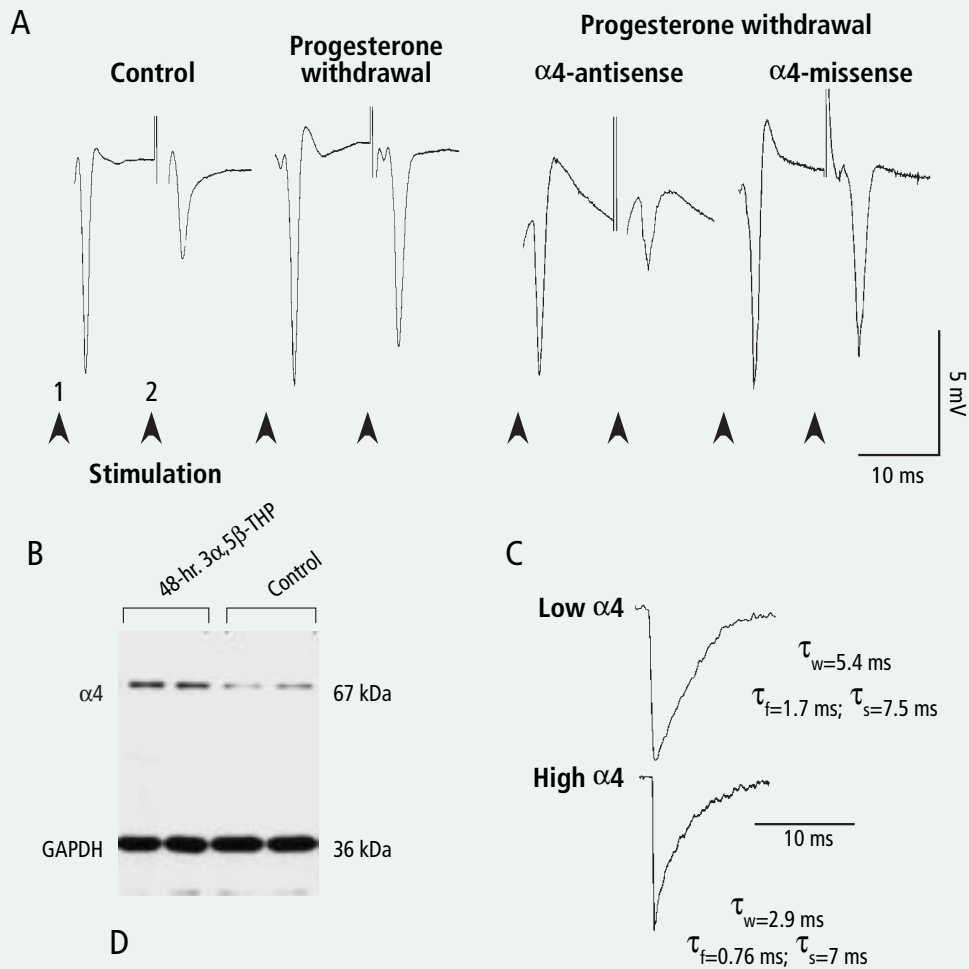 A
Control
Progesterone
withdrawal
Progesterone withdrawal
α4-antisense
α4-missense
1
2
5 mV
10 ms
Stimulation
B
48-hr. 3α,5β-THP
Control
α4
67 kDa
GAPDH
36 kDa
C
Low α4
τw=5.4 ms
τf=1.7 ms; τs=7.5 ms
High α4
10 ms
τw=2.9 ms
τf=0.76 ms; τs=7 ms
D